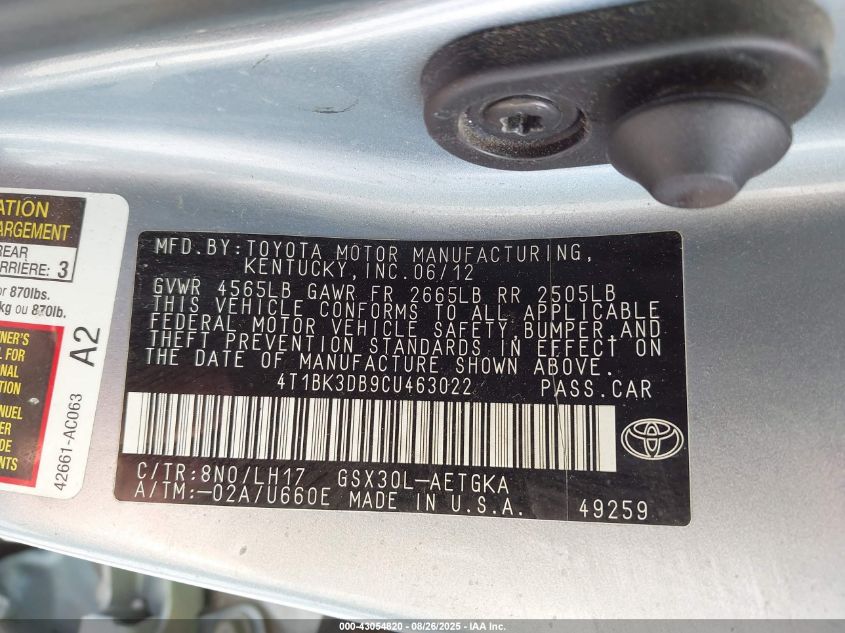 MFD.BY:TOYOTA MOTOR MANUFACTURING,
KENTUCKY, INC. 06/12
GVWR 4565LB GAWR FR 2665LB RR 2505LB
THIS VEHICLE CONFORMS TO ALL APPLICABLE
FEDERAL MOTOR VEHICLE SAFETY, BUMPER, AND
THEFT PREVENTION STANDARDS IN EFFECT ON
THE DATE OF MANUFACTURE SHOWN ABOVE.
4T1BK3DB9CU463022 PASS.CAR
C/TR:8N0/LH17 GSX30L-AETGKA
A/TM:-02A/U660E MADE IN U.S.A.
49259
REAR
3
870lbs.
kg ou 870lb.
A2
42661-AC063
FOR
000-43054820 - 08/26/2025 - IAA Inc.